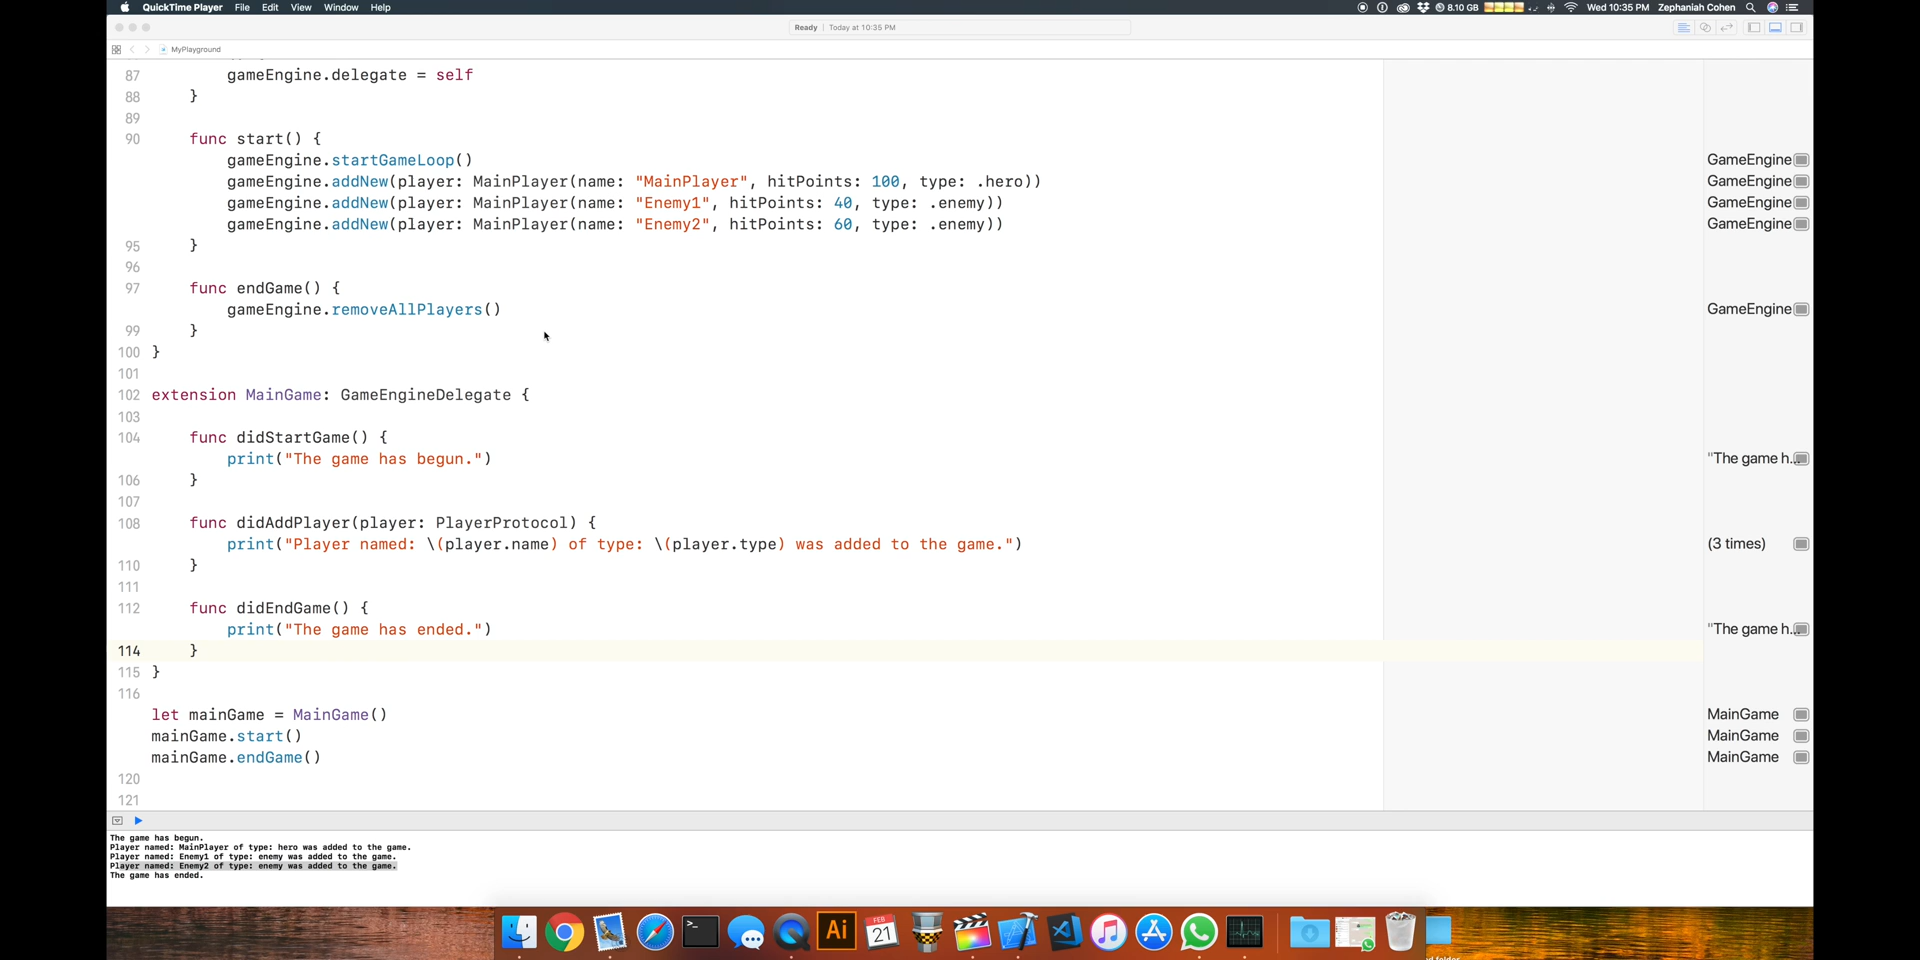 QuickTime Player File Edit View Window Help
8.10 GB Wed 10:35 PM Zephaniah Cohen
Ready | Today at 10:35 PM
MyPlayground
87 gameEngine.delegate = self
88 }
89
90 func start() {
gameEngine.startGameLoop() GameEngine
gameEngine.addNew(player: MainPlayer(name: "MainPlayer", hitPoints: 100, type: .hero)) GameEngine
gameEngine.addNew(player: MainPlayer(name: "Enemy1", hitPoints: 40, type: .enemy)) GameEngine
gameEngine.addNew(player: MainPlayer(name: "Enemy2", hitPoints: 60, type: .enemy)) GameEngine
95 }
96
97 func endGame() {
gameEngine.removeAllPlayers() GameEngine
99 }
100 }
101
102 extension MainGame: GameEngineDelegate {
103
104 func didStartGame() {
print("The game has begun.") "The game h...
106 }
107
108 func didAddPlayer(player: PlayerProtocol) {
print("Player named: \(player.name) of type: \(player.type) was added to the game.") (3 times)
110 }
111
112 func didEndGame() {
print("The game has ended.") "The game h...
114 }
115 }
116
let mainGame = MainGame() MainGame
mainGame.start() MainGame
mainGame.endGame() MainGame
120
121
The game has begun.
Player named: MainPlayer of type: hero was added to the game.
Player named: Enemy1 of type: enemy was added to the game.
Player named: Enemy2 of type: enemy was added to the game.
The game has ended.
Ai
FEB
21
folder